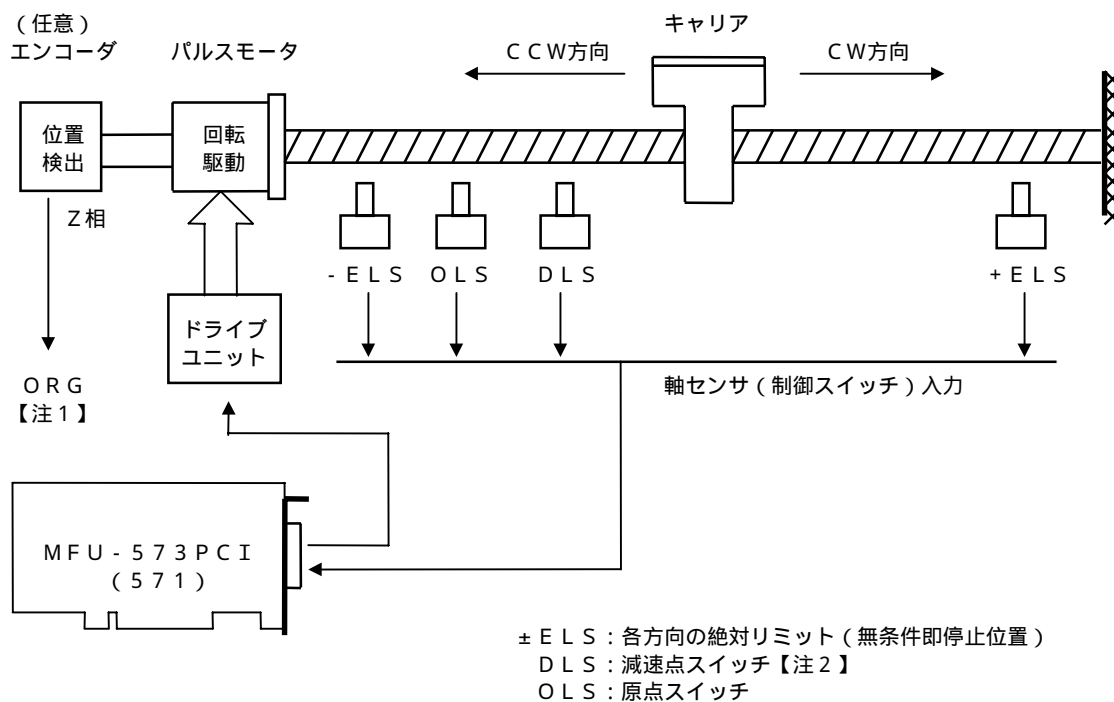 (任意)
エンコーダ
パルスモータ
キャリア
CCW方向
CW方向
位置
検出
回転
駆動
Z相
-ELS
OLS
DLS
+ELS
ドライブ
ユニット
ORG
【注1】
軸センサ(制御スイッチ)入力
MFU-573PCI
(571)
±ELS:各方向の絶対リミット(無条件即停止位置)
DLS:減速点スイッチ【注2】
OLS:原点スイッチ